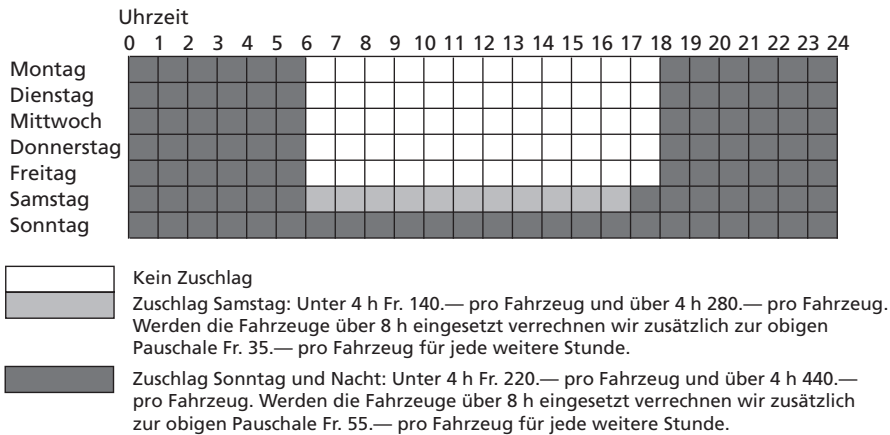 Uhrzeit
0 1 2 3 4 5 6 7 8 9 10 11 12 13 14 15 16 17 18 19 20 21 22 23 24
Montag
Dienstag
Mittwoch
Donnerstag
Freitag
Samstag
Sonntag
Kein Zuschlag
Zuschlag Samstag: Unter 4 h Fr. 140.— pro Fahrzeug und über 4 h 280.— pro Fahrzeug.
Werden die Fahrzeuge über 8 h eingesetzt verrechnen wir zusätzlich zur obigen
Pauschale Fr. 35.— pro Fahrzeug für jede weitere Stunde.
Zuschlag Sonntag und Nacht: Unter 4 h Fr. 220.— pro Fahrzeug und über 4 h 440.—
pro Fahrzeug. Werden die Fahrzeuge über 8 h eingesetzt verrechnen wir zusätzlich
zur obigen Pauschale Fr. 55.— pro Fahrzeug für jede weitere Stunde.